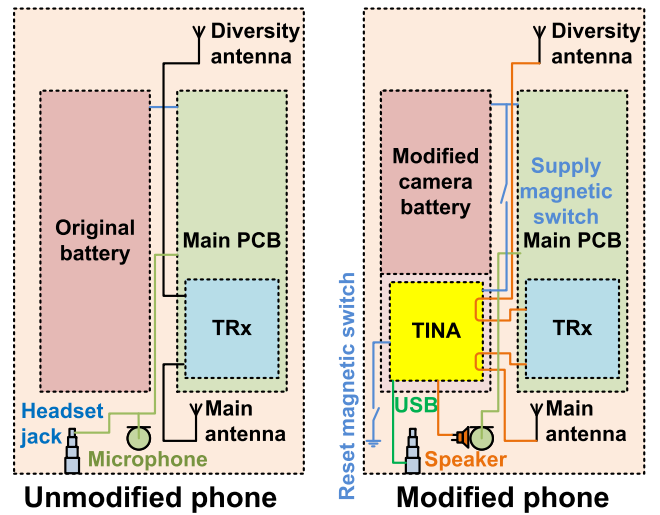 Diversity
antenna
Original
battery
Main PCB
TRx
Headset
jack
Main
antenna
Microphone
Unmodified phone
Diversity
antenna
Modified
camera
battery
Supply
magnetic
switch
Main PCB
TINA
TRx
Reset magnetic switch
USB
Main
antenna
Speaker
Modified phone